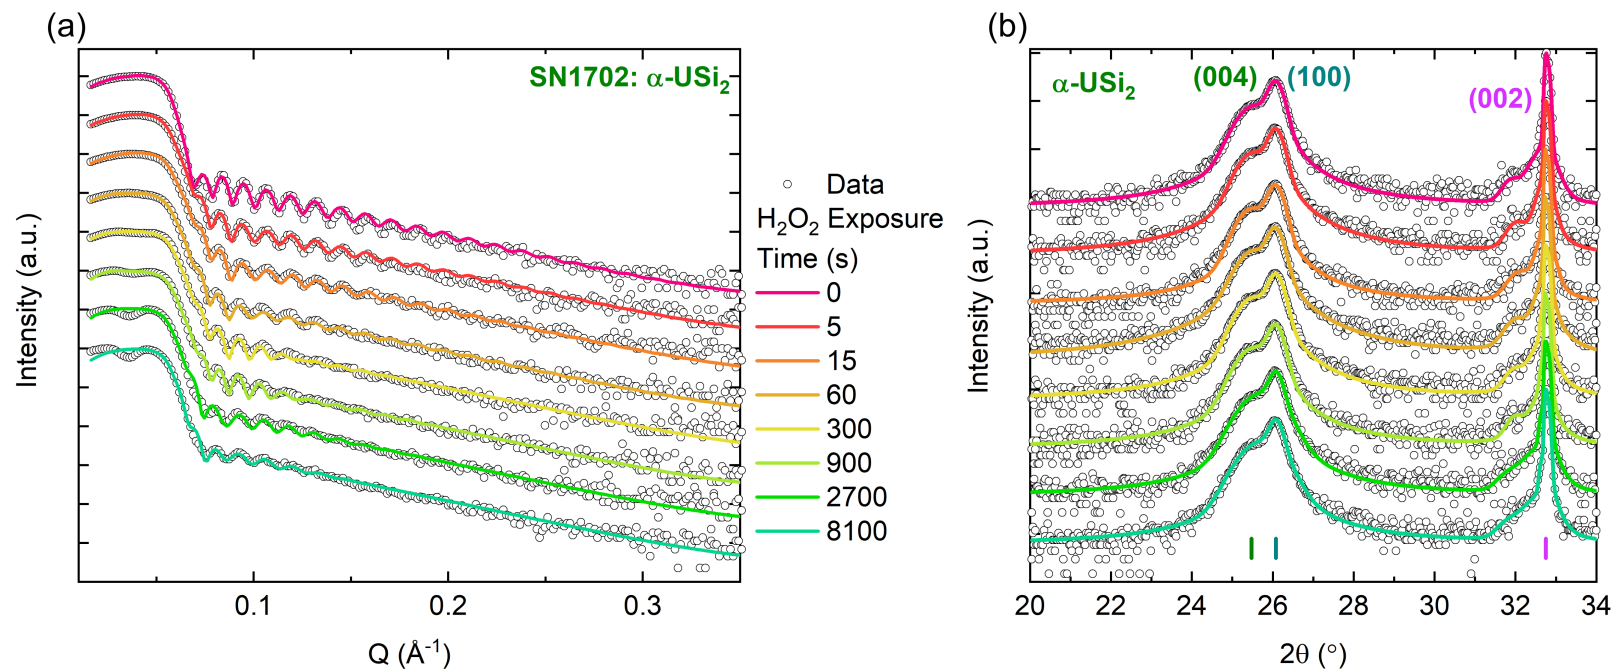 (a)
SN1702: α-USi₂
Intensity (a.u.)
0.1 0.2 0.3
Q (Å⁻¹)
Data
H₂O₂ Exposure
Time (s)
0
5
15
60
300
900
2700
8100
(b)
α-USi₂
(004) (100)
(002)
Intensity (a.u.)
20 22 24 26 28 30 32 34
2θ (°)